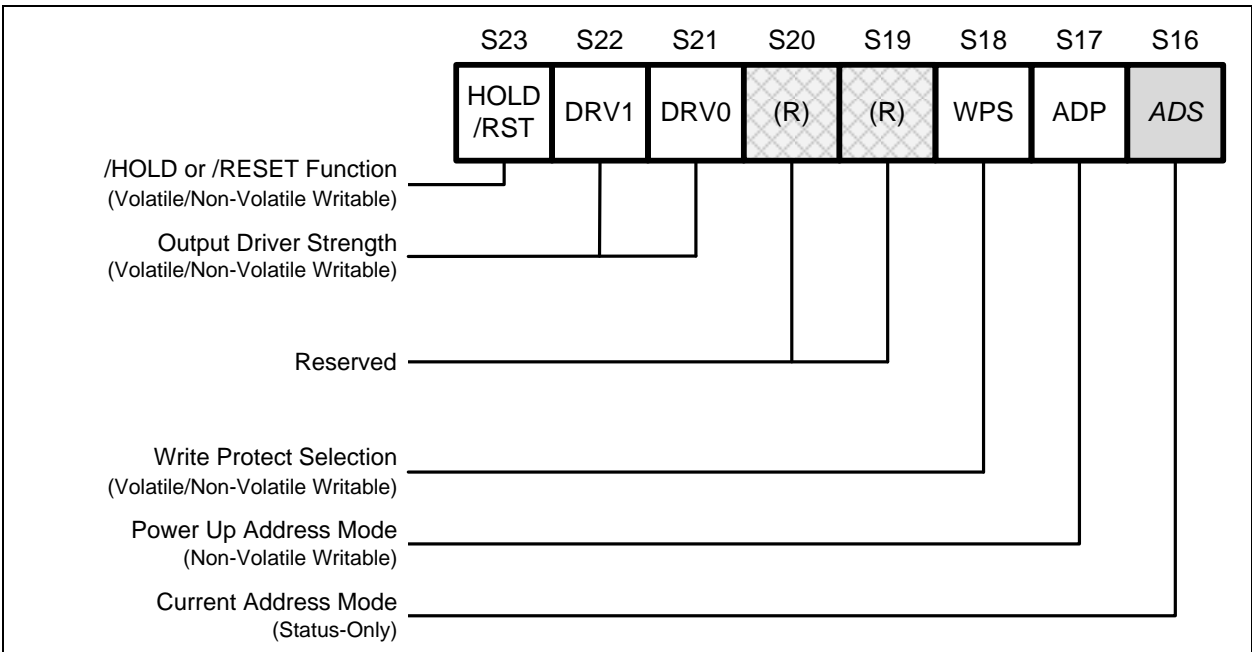 S23 S22 S21 S20 S19 S18 S17 S16
HOLD
/RST
DRV1 DRV0 (R) (R) WPS ADP ADS
/HOLD or /RESET Function
(Volatile/Non-Volatile Writable)
Output Driver Strength
(Volatile/Non-Volatile Writable)
Reserved
Write Protect Selection
(Volatile/Non-Volatile Writable)
Power Up Address Mode
(Non-Volatile Writable)
Current Address Mode
(Status-Only)